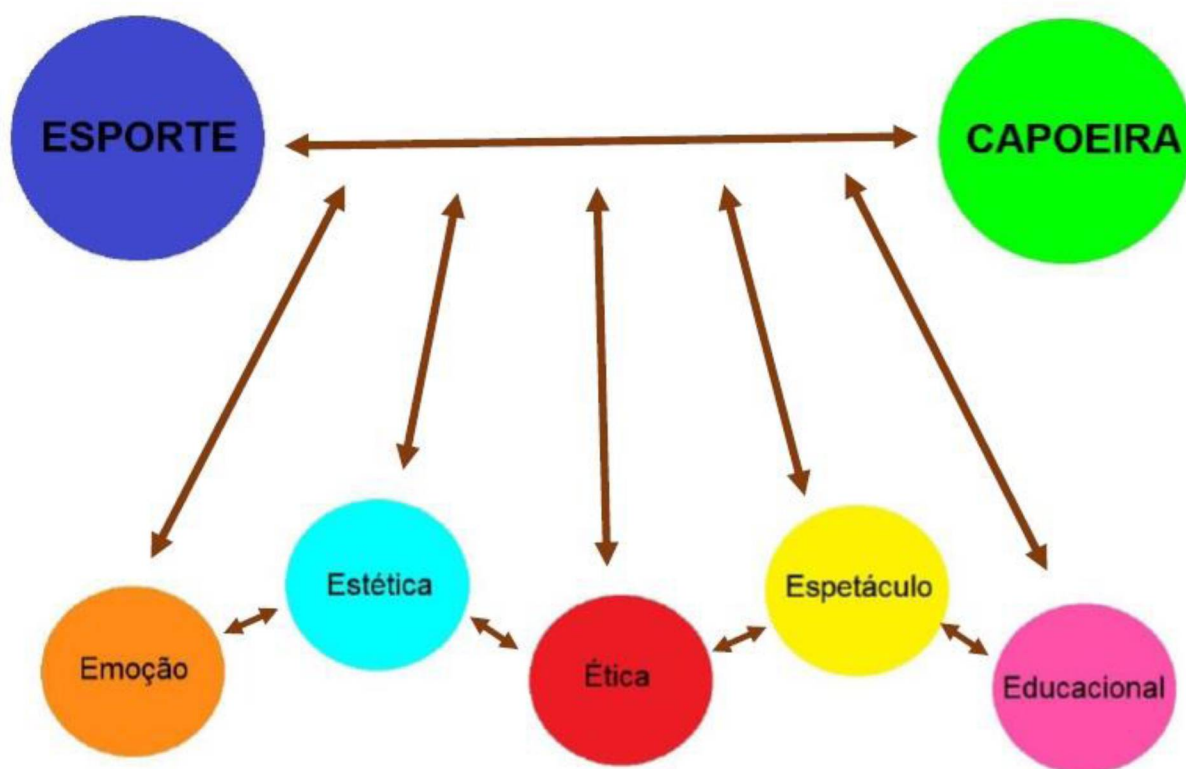 ESPORTE
CAPOEIRA
Emoção
Estética
Ética
Espetáculo
Educacional